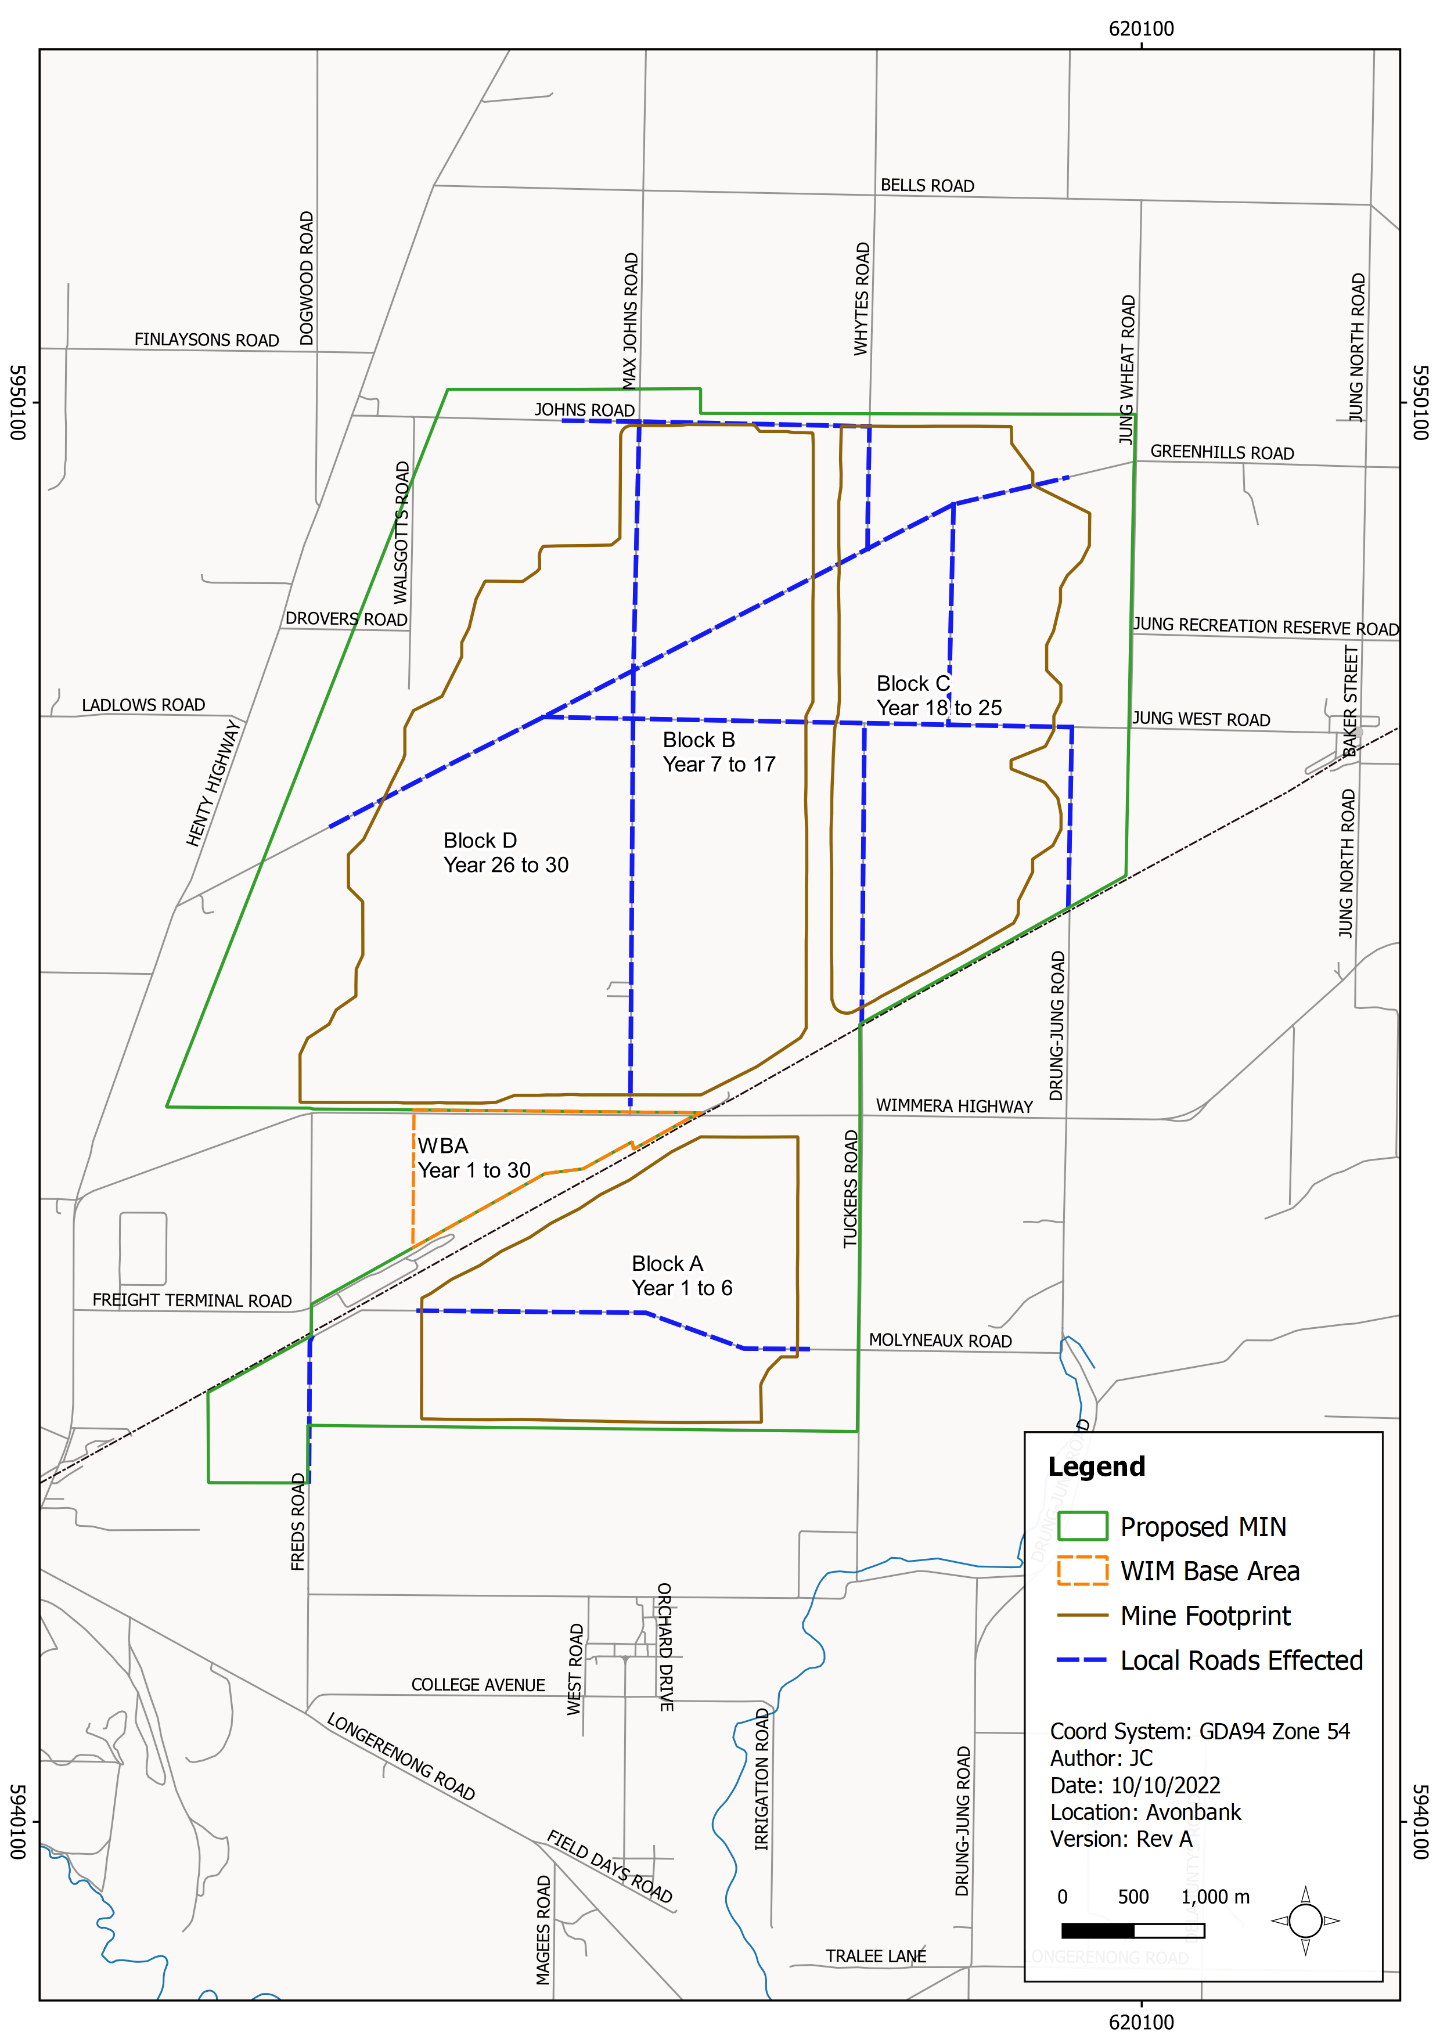 620100
BELLS ROAD
DOGWOOD ROAD
MAX JOHNS ROAD
WHYTES ROAD
JUNG WHEAT ROAD
JUNG NORTH ROAD
FINLAYSONS ROAD
5950100
5950100
JOHNS ROAD
GREENHILLS ROAD
WALSGOTTS ROAD
DROVERS ROAD
JUNG RECREATION RESERVE ROAD
BAKER STREET
Block C
Year 18 to 25
LADLOWS ROAD
JUNG WEST ROAD
HENTY HIGHWAY
Block B
Year 7 to 17
JUNG NORTH ROAD
Block D
Year 26 to 30
DRUNG-JUNG ROAD
WIMMERA HIGHWAY
WBA
Year 1 to 30
TUCKERS ROAD
Block A
Year 1 to 6
FREIGHT TERMINAL ROAD
MOLYNEAUX ROAD
DRUNG-JUNG ROAD
FREDS ROAD
Legend
Proposed MIN
WIM Base Area
Mine Footprint
Local Roads Effected
ORCHARD DRIVE
WEST ROAD
COLLEGE AVENUE
LONGERENONG ROAD
IRRIGATION ROAD
DRUNG-JUNG ROAD
Coord System: GDA94 Zone 54
Author: JC
Date: 10/10/2022
Location: Avonbank
Version: Rev A
5940100
5940100
FIELD DAYS ROAD
MAGEES ROAD
0 500 1,000 m
TRALEE LANE
LONGERENONG ROAD
620100